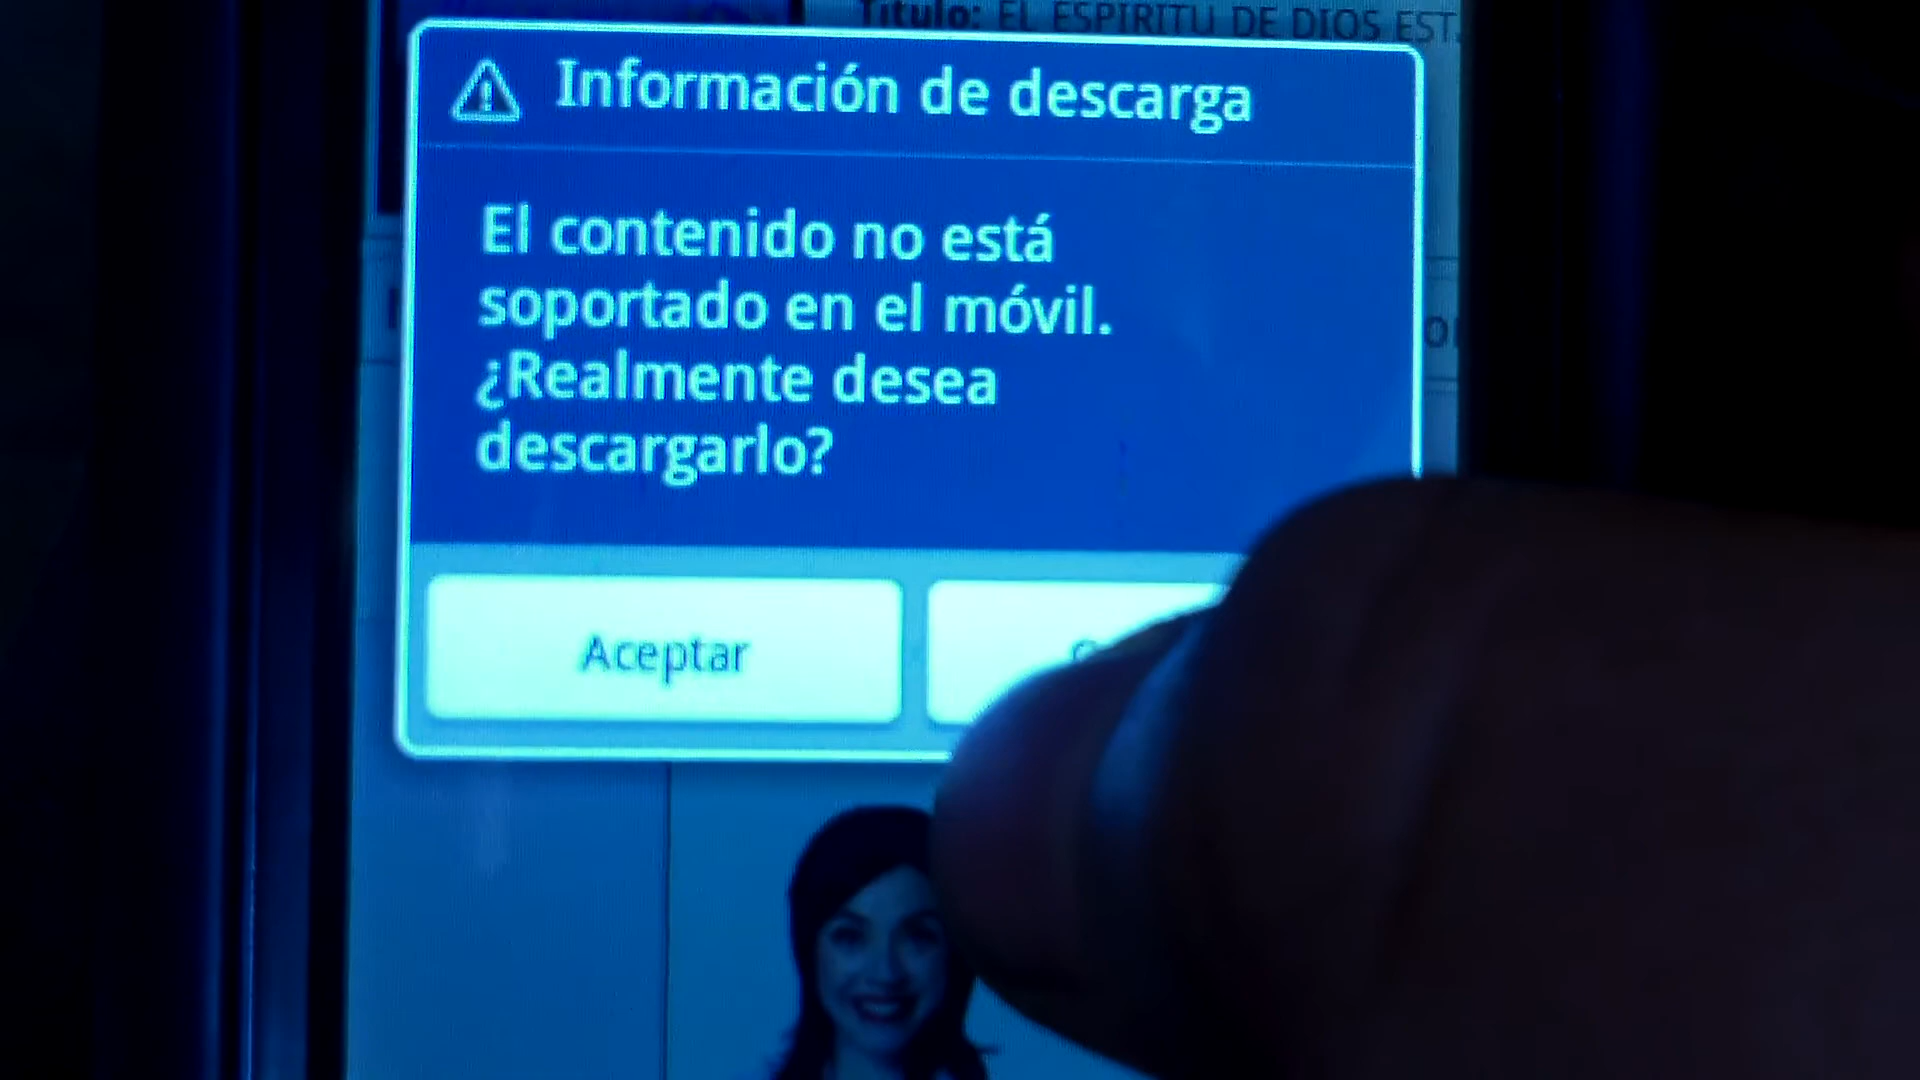 Título: EL ESPIRITU DE DIOS EST
Información de descarga
El contenido no está
soportado en el móvil.
¿Realmente desea
descargarlo?
Aceptar